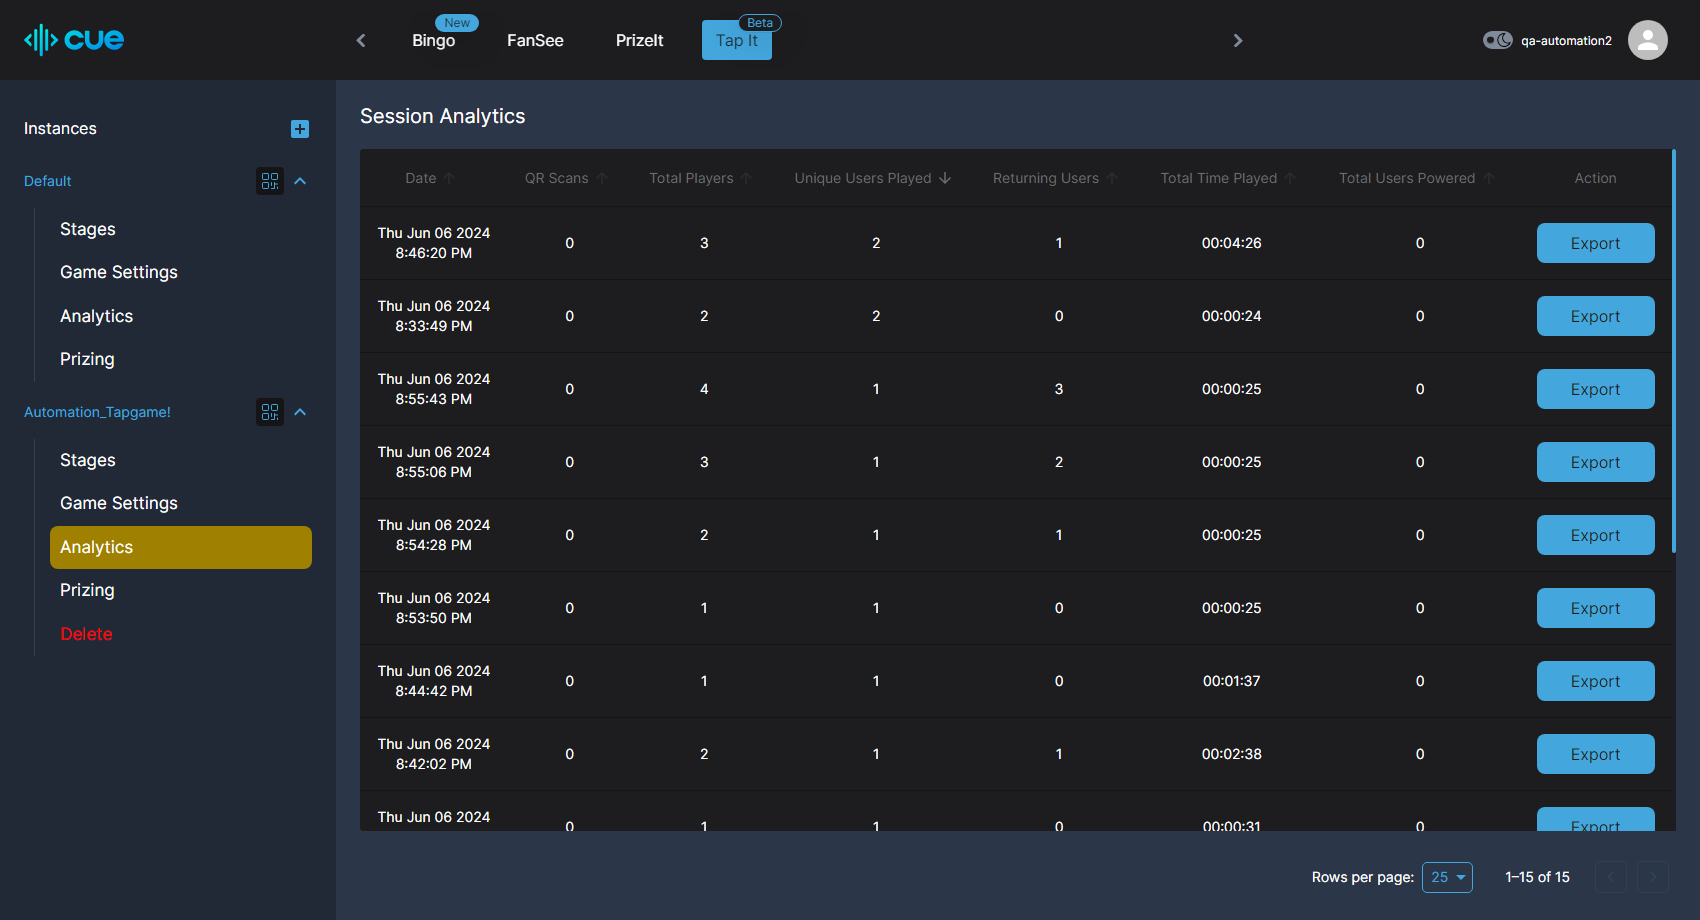 cue
Bingo New FanSee PrizeIt Tap It Beta
qa-automation2
Instances
Default
Stages
Game Settings
Analytics
Prizing
Automation_Tapgame!
Stages
Game Settings
Analytics
Prizing
Delete
Session Analytics
Date QR Scans Total Players Unique Users Played Returning Users Total Time Played Total Users Powered Action
Thu Jun 06 2024
8:46:20 PM 0 3 2 1 00:04:26 0 Export
Thu Jun 06 2024
8:33:49 PM 0 2 2 0 00:00:24 0 Export
Thu Jun 06 2024
8:55:43 PM 0 4 1 3 00:00:25 0 Export
Thu Jun 06 2024
8:55:06 PM 0 3 1 2 00:00:25 0 Export
Thu Jun 06 2024
8:54:28 PM 0 2 1 1 00:00:25 0 Export
Thu Jun 06 2024
8:53:50 PM 0 1 1 0 00:00:25 0 Export
Thu Jun 06 2024
8:44:42 PM 0 1 1 0 00:01:37 0 Export
Thu Jun 06 2024
8:42:02 PM 0 2 1 1 00:02:38 0 Export
Thu Jun 06 2024
0 1 1 0 00:00:31 0 Export
Rows per page: 25 1–15 of 15